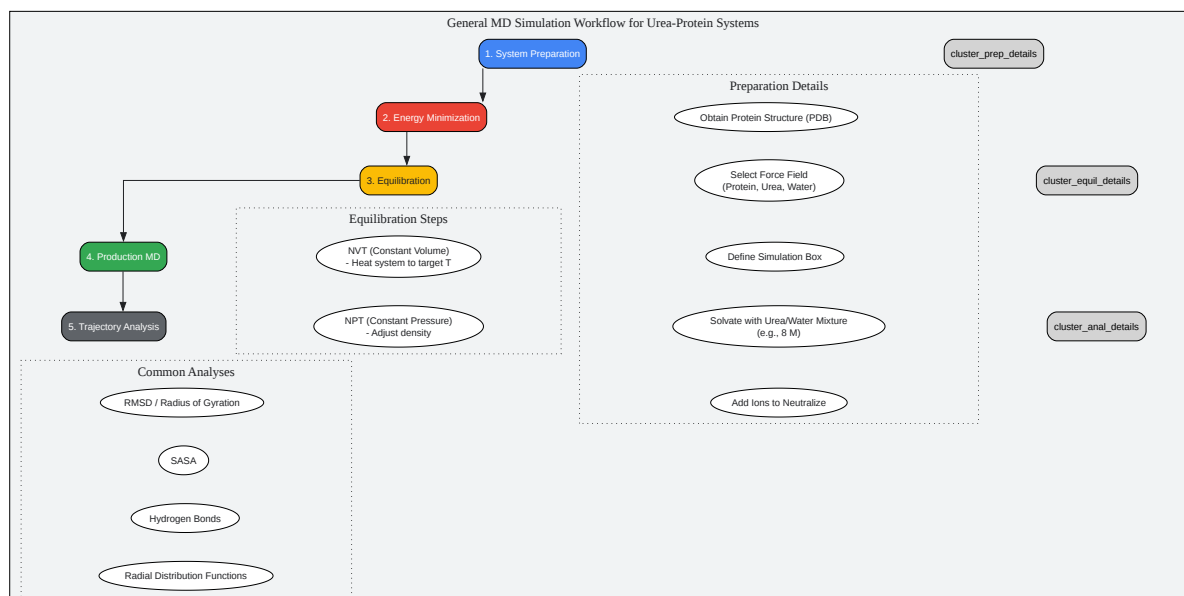 General MD Simulation Workflow for Urea-Protein Systems
1. System Preparation
cluster_prep_details
Preparation Details
2. Energy Minimization
Obtain Protein Structure (PDB)
3. Equilibration
Select Force Field
(Protein, Urea, Water)
cluster_equil_details
Equilibration Steps
4. Production MD
NVT (Constant Volume)
- Heat system to target T
Define Simulation Box
5. Trajectory Analysis
NPT (Constant Pressure)
- Adjust density
Solvate with Urea/Water Mixture
(e.g., 8 M)
cluster_anal_details
Common Analyses
RMSD / Radius of Gyration
Add Ions to Neutralize
SASA
Hydrogen Bonds
Radial Distribution Functions